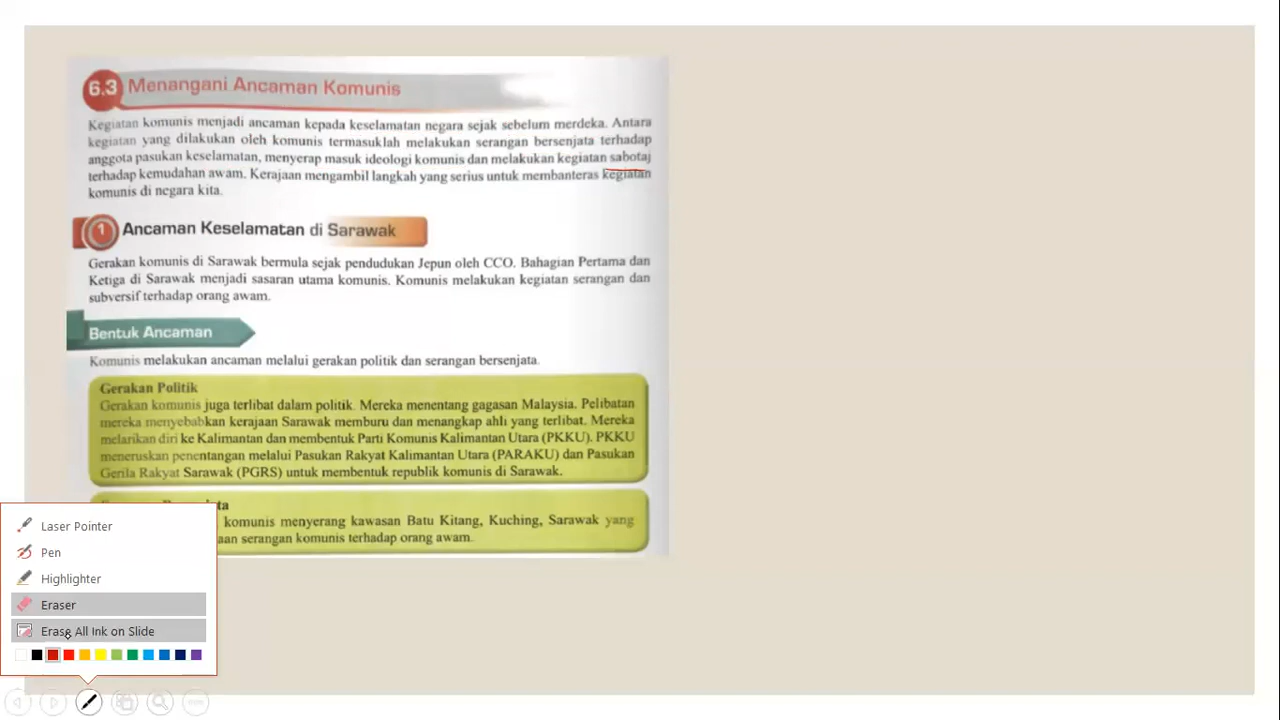 6.3 Menangani Ancaman Komunis
Kegiatan komunis menjadi ancaman kepada keselamatan negara sejak sebelum merdeka. Antara
kegiatan yang dilakukan oleh komunis termasuklah melakukan serangan bersenjata terhadap
anggota pasukan keselamatan, menyerap masuk ideologi komunis dan melakukan kegiatan sabotaj
terhadap kemudahan awam. Kerajaan mengambil langkah yang serius untuk membanteras kegiatan
komunis di negara kita.
1 Ancaman Keselamatan di Sarawak
Gerakan komunis di Sarawak bermula sejak pendudukan Jepun oleh CCO. Bahagian Pertama dan
Ketiga di Sarawak menjadi sasaran utama komunis. Komunis melakukan kegiatan serangan dan
subversif terhadap orang awam.
Bentuk Ancaman
Komunis melakukan ancaman melalui gerakan politik dan serangan bersenjata.
Gerakan Politik
Gerakan komunis juga terlibat dalam politik. Mereka menentang gagasan Malaysia. Pelibatan
mereka menyebabkan kerajaan Sarawak memburu dan menangkap ahli yang terlibat. Mereka
melarikan diri ke Kalimantan dan membentuk Parti Komunis Kalimantan Utara (PKKU). PKKU
meneruskan penentangan melalui Pasukan Rakyat Kalimantan Utara (PARAKU) dan Pasukan
Gerila Rakyat Sarawak (PGRS) untuk membentuk republik komunis di Sarawak.
ta
komunis menyerang kawasan Batu Kitang, Kuching, Sarawak yang
aan serangan komunis terhadap orang awam.
Laser Pointer
Pen
Highlighter
Eraser
Erase All Ink on Slide